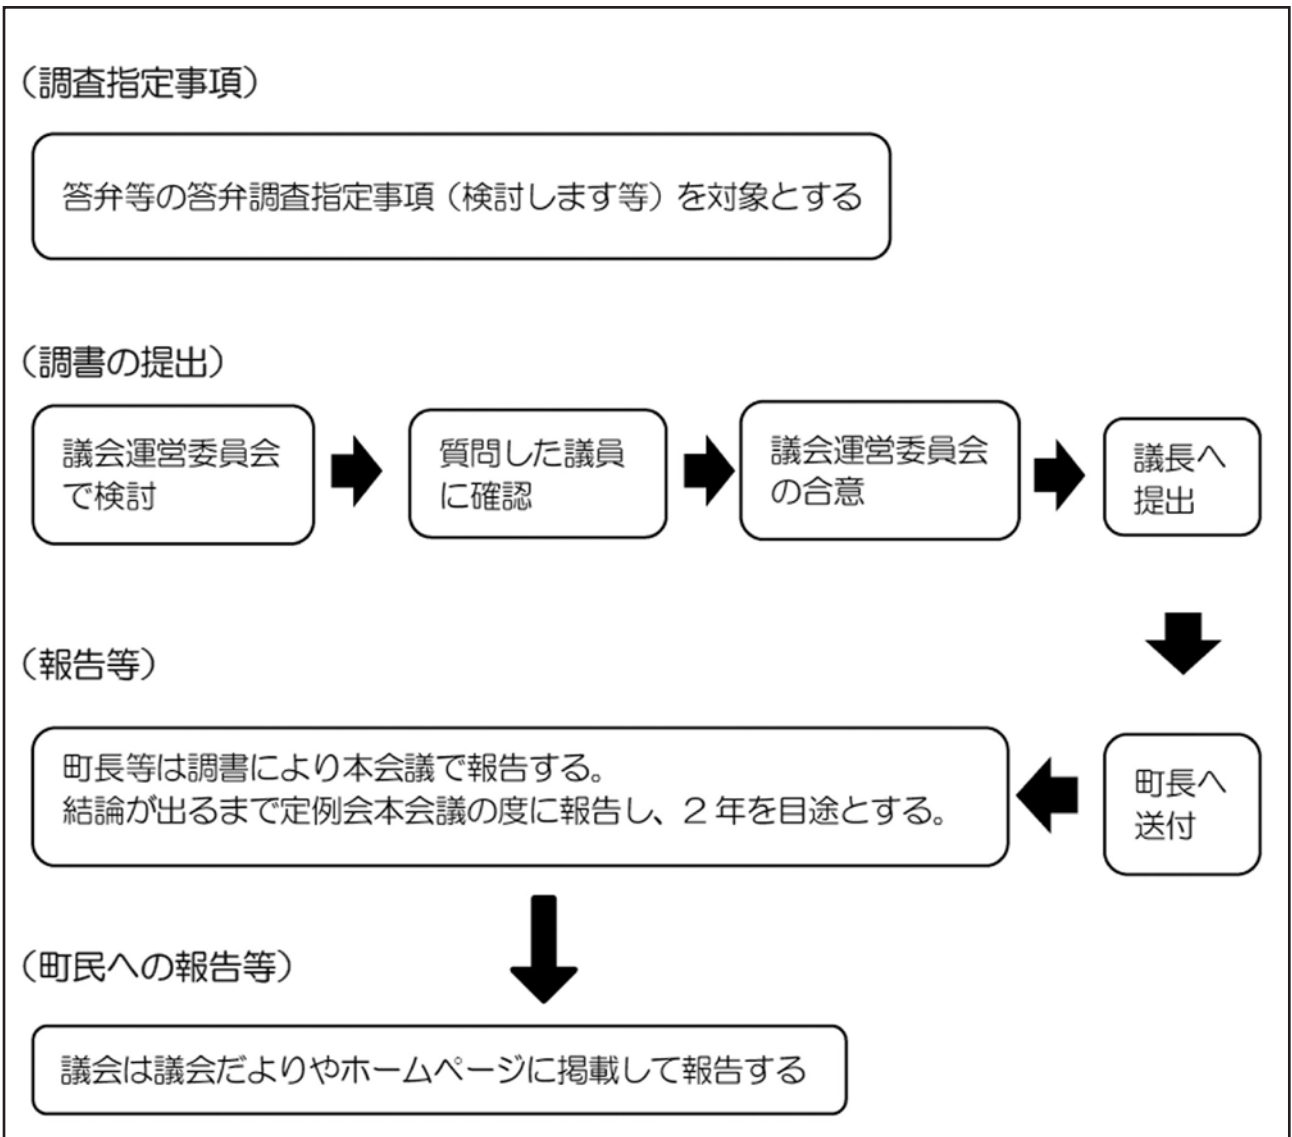 （調査指定事項）
答弁等の答弁調査指定事項（検討します等）を対象とする
（調書の提出）
議会運営委員会
で検討
質問した議員
に確認
議会運営委員会
の合意
議長へ
提出
（報告等）
町長へ
送付
町長等は調書により本会議で報告する。
結論が出るまで定例会本会議の度に報告し、２年を目途とする。
（町民への報告等）
議会は議会だよりやホームページに掲載して報告する